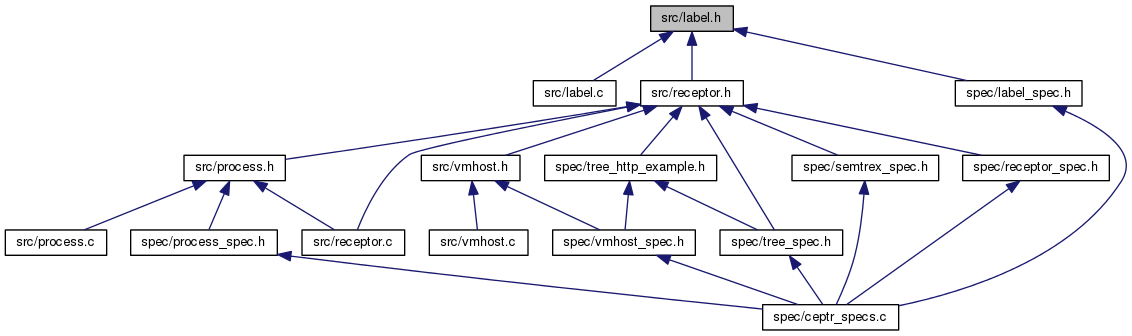 src/label.h
src/label.c
src/receptor.h
spec/label_spec.h
src/process.h
src/vmhost.h
spec/tree_http_example.h
spec/semtrex_spec.h
spec/receptor_spec.h
src/process.c
spec/process_spec.h
src/receptor.c
src/vmhost.c
spec/vmhost_spec.h
spec/tree_spec.h
spec/ceptr_specs.c